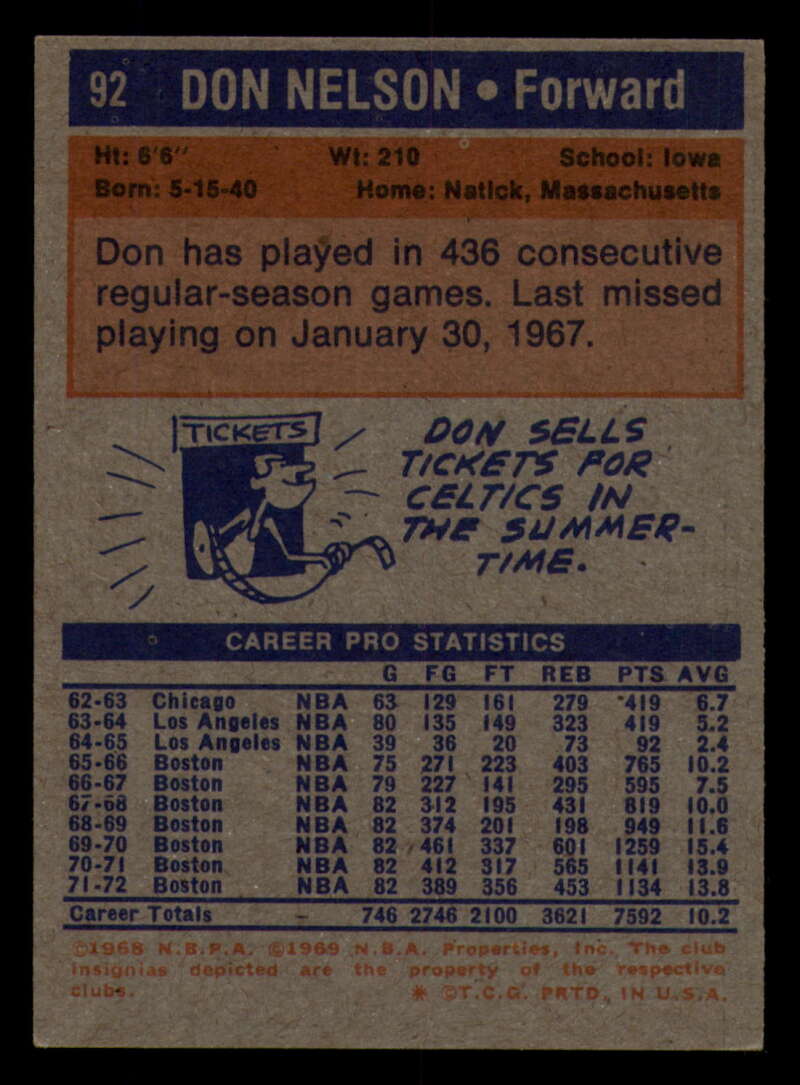 92 DON NELSON • Forward
Ht: 6'6" Wt: 210 School: Iowa
Born: 5-15-40 Home: Natick, Massachusetts
Don has played in 436 consecutive
regular-season games. Last missed
playing on January 30, 1967.
TICKETS
DON SELLS
TICKETS FOR
CELTICS IN
THE SUMMER-
TIME.
CAREER PRO STATISTICS
G FG FT REB PTS AVG
62-63 Chicago NBA 63 129 161 279 419 6.7
63-64 Los Angeles NBA 80 135 149 323 419 5.2
64-65 Los Angeles NBA 39 36 20 73 92 2.4
65-66 Boston NBA 75 271 223 403 765 10.2
66-67 Boston NBA 79 227 141 295 595 7.5
67-68 Boston NBA 82 312 195 431 819 10.0
68-69 Boston NBA 82 374 201 198 949 11.6
69-70 Boston NBA 82 461 337 601 1259 15.4
70-71 Boston NBA 82 412 317 565 1141 13.9
71-72 Boston NBA 82 389 356 453 1134 13.8
Career Totals - 746 2746 2100 3621 7592 10.2
©1968 N.B.P.A. ©1969 N.B.A. Properties, Inc. The club
insignias depicted are the property of the respective
clubs. * ©T.C.G. PRTD. IN U.S.A.